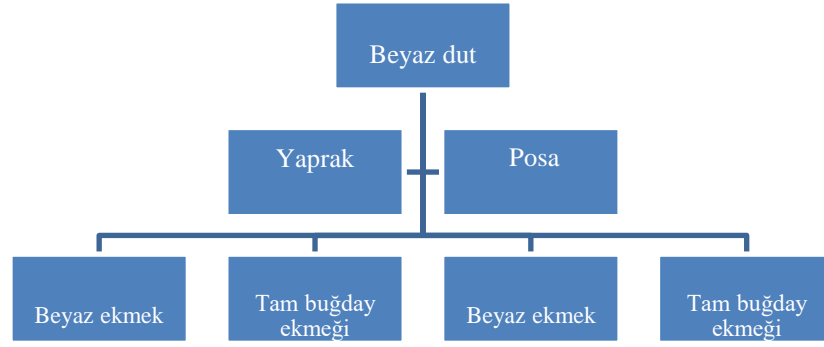 Beyaz dut
Yaprak
Posa
Beyaz ekmek
Tam buğday
ekmeği
Beyaz ekmek
Tam buğday
ekmeği